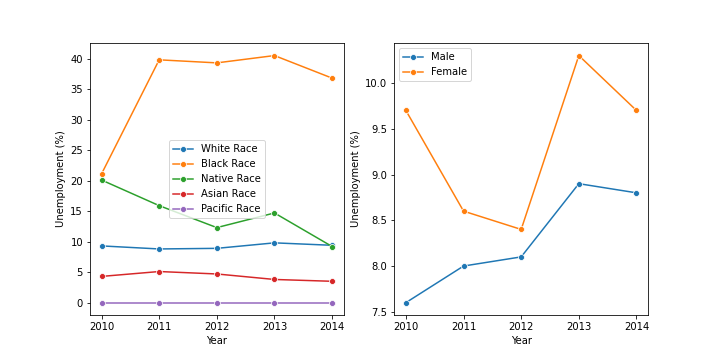 40
35
30
25
20
15
10
5
0
Unemployment (%)
White Race
Black Race
Native Race
Asian Race
Pacific Race
2010 2011 2012 2013 2014
Year
10.0
9.5
9.0
8.5
8.0
7.5
Unemployment (%)
Male
Female
2010 2011 2012 2013 2014
Year